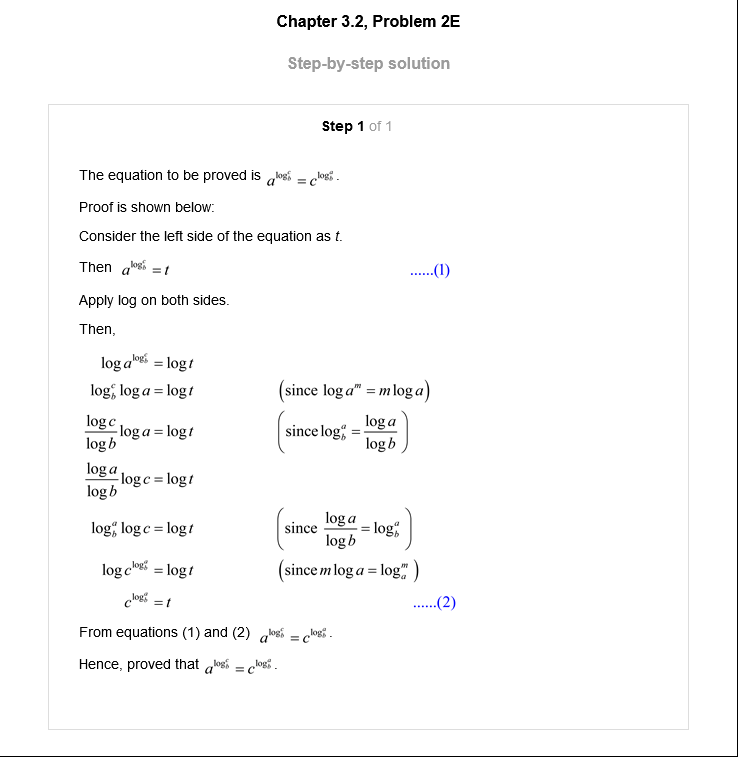 Chapter 3.2, Problem 2E
Step-by-step solution
Step 1 of 1
The equation to be proved is $a^{\log_b^c} = c^{\log_b^a}$.
Proof is shown below:
Consider the left side of the equation as t.
Then $a^{\log_b^c} = t$ ......(1)
Apply log on both sides.
Then,
$\log a^{\log_b^c} = \log t$
$\log_b^c \log a = \log t$ $\left(\text{since } \log a^m = m \log a\right)$
$\frac{\log c}{\log b} \log a = \log t$ $\left(\text{since} \log_b^a = \frac{\log a}{\log b}\right)$
$\frac{\log a}{\log b} \log c = \log t$
$\log_b^a \log c = \log t$ $\left(\text{since } \frac{\log a}{\log b} = \log_b^a\right)$
$\log c^{\log_b^a} = \log t$ $\left(\text{since } m \log a = \log_a^m\right)$
$c^{\log_b^a} = t$ ......(2)
From equations (1) and (2) $a^{\log_b^c} = c^{\log_b^a}$.
Hence, proved that $a^{\log_b^c} = c^{\log_b^a}$.